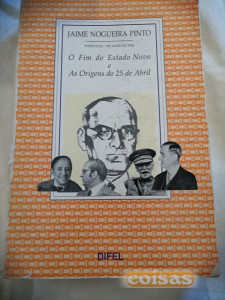 JAIME NOGUEIRA PINTO
O Fim do Estado Novo
e
As Origens do 25 de Abril
DIFEL
coisas